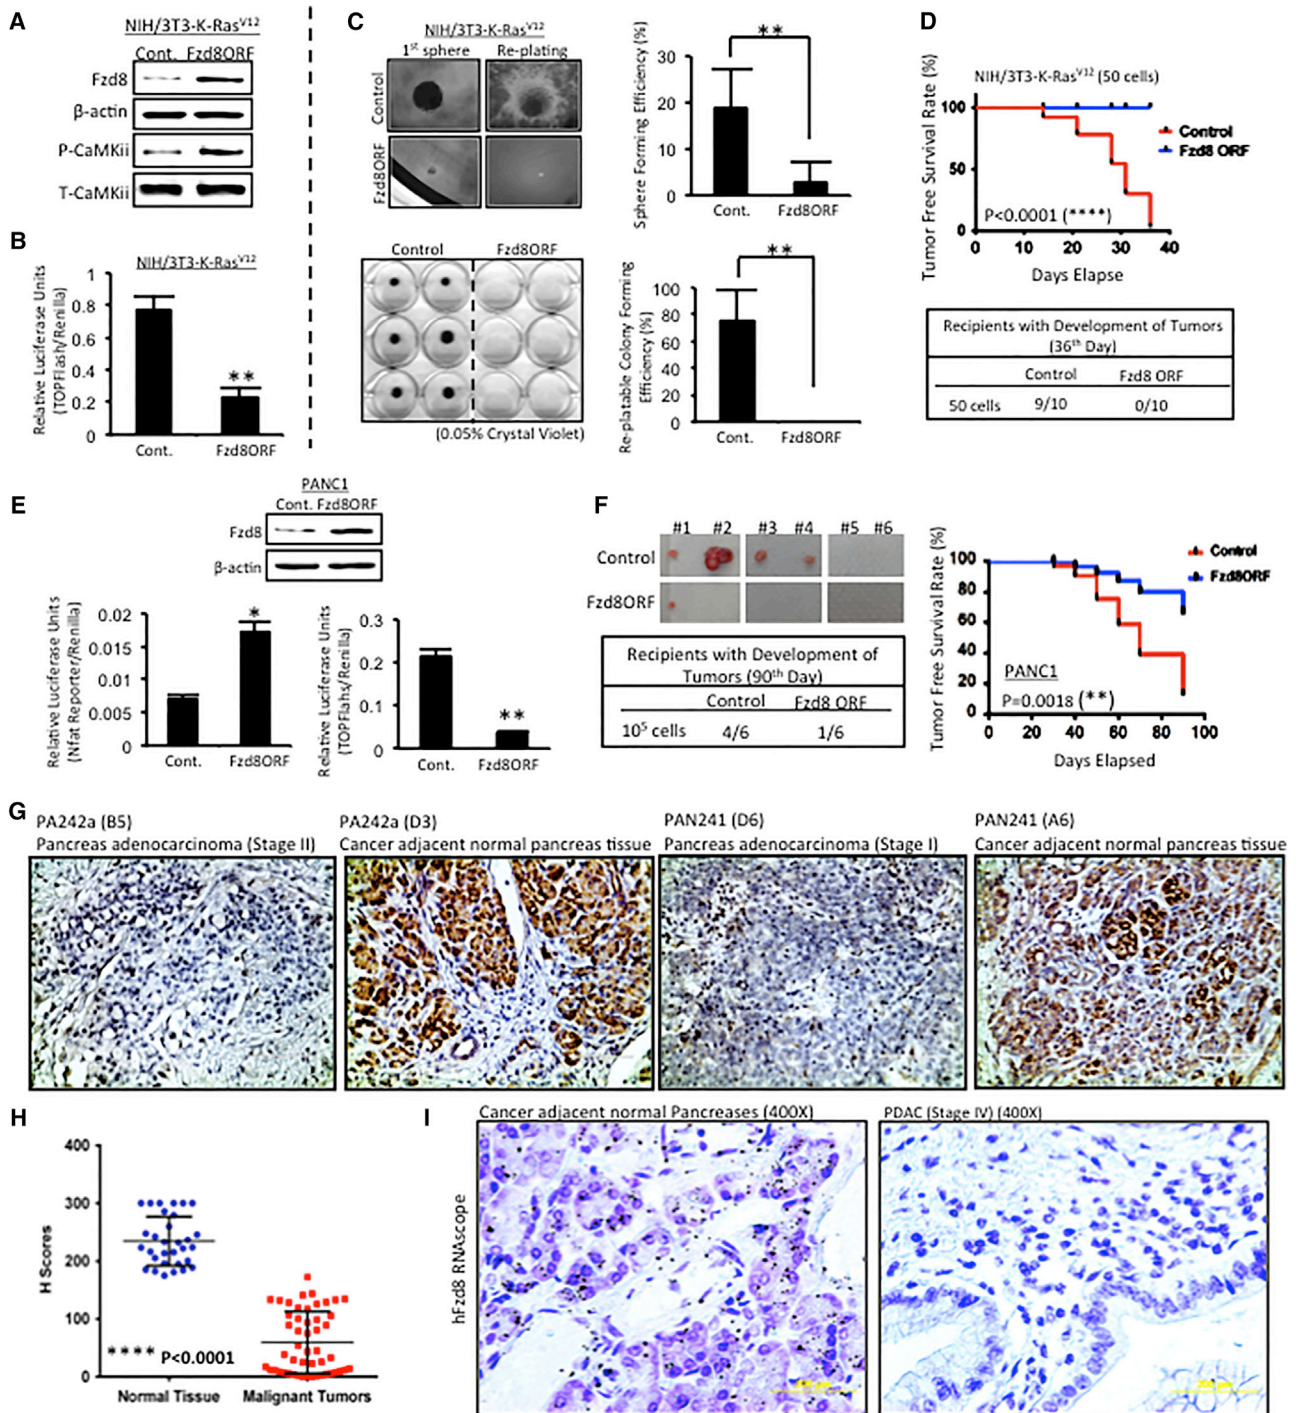 A
NIH/3T3-K-RasV12
Cont. Fzd8ORF
Fzd8
β-actin
P-CaMKii
T-CaMKii
B
NIH/3T3-K-RasV12
Relative Luciferase Units
(TOPFlash/Renilla)
1
0.8
0.6
0.4
0.2
0
**
Cont. Fzd8ORF
C
NIH/3T3-K-RasV12
1st sphere Re-plating
Control
Fzd8ORF
Sphere Forming Efficiency (%)
30
20
10
0
**
Cont. Fzd8ORF
Control Fzd8ORF
(0.05% Crystal Violet)
Re-platable Colony Forming
Efficiency (%)
100
80
60
40
20
0
**
Cont. Fzd8ORF
D
NIH/3T3-K-RasV12 (50 cells)
Tumor Free Survival Rate (%)
100
50
0
Control
Fzd8 ORF
P<0.0001 (****)
0 10 20 30 40
Days Elapse
Recipients with Development of Tumors
(36th Day)
Control Fzd8 ORF
50 cells 9/10 0/10
E
PANC1
Cont. Fzd8ORF
Fzd8
β-actin
Relative Luciferase Units
(Nfat Reporter/Renilla)
0.02
0.015
0.01
0.005
0
*
Cont. Fzd8ORF
Relative Luciferase Units
(TOPFlahs/Renilla)
0.3
0.2
0.1
0
**
Cont. Fzd8ORF
F
#1 #2 #3 #4 #5 #6
Control
Fzd8ORF
Recipients with Development of
Tumors (90th Day)
Control Fzd8 ORF
105 cells 4/6 1/6
Tumor Free Survival Rate (%)
100
80
60
40
20
0
Control
Fzd8ORF
PANC1
P=0.0018 (**)
0 20 40 60 80 100
Days Elapsed
G
PA242a (B5)
Pancreas adenocarcinoma (Stage II)
PA242a (D3)
Cancer adjacent normal pancreas tissue
PAN241 (D6)
Pancreas adenocarcinoma (Stage I)
PAN241 (A6)
Cancer adjacent normal pancreas tissue
H
H Scores
400
300
200
100
0
**** P<0.0001
Normal Tissue Malignant Tumors
I
Cancer adjacent normal Pancreases (400X)
PDAC (Stage IV) (400X)
hFzd8 RNAscope